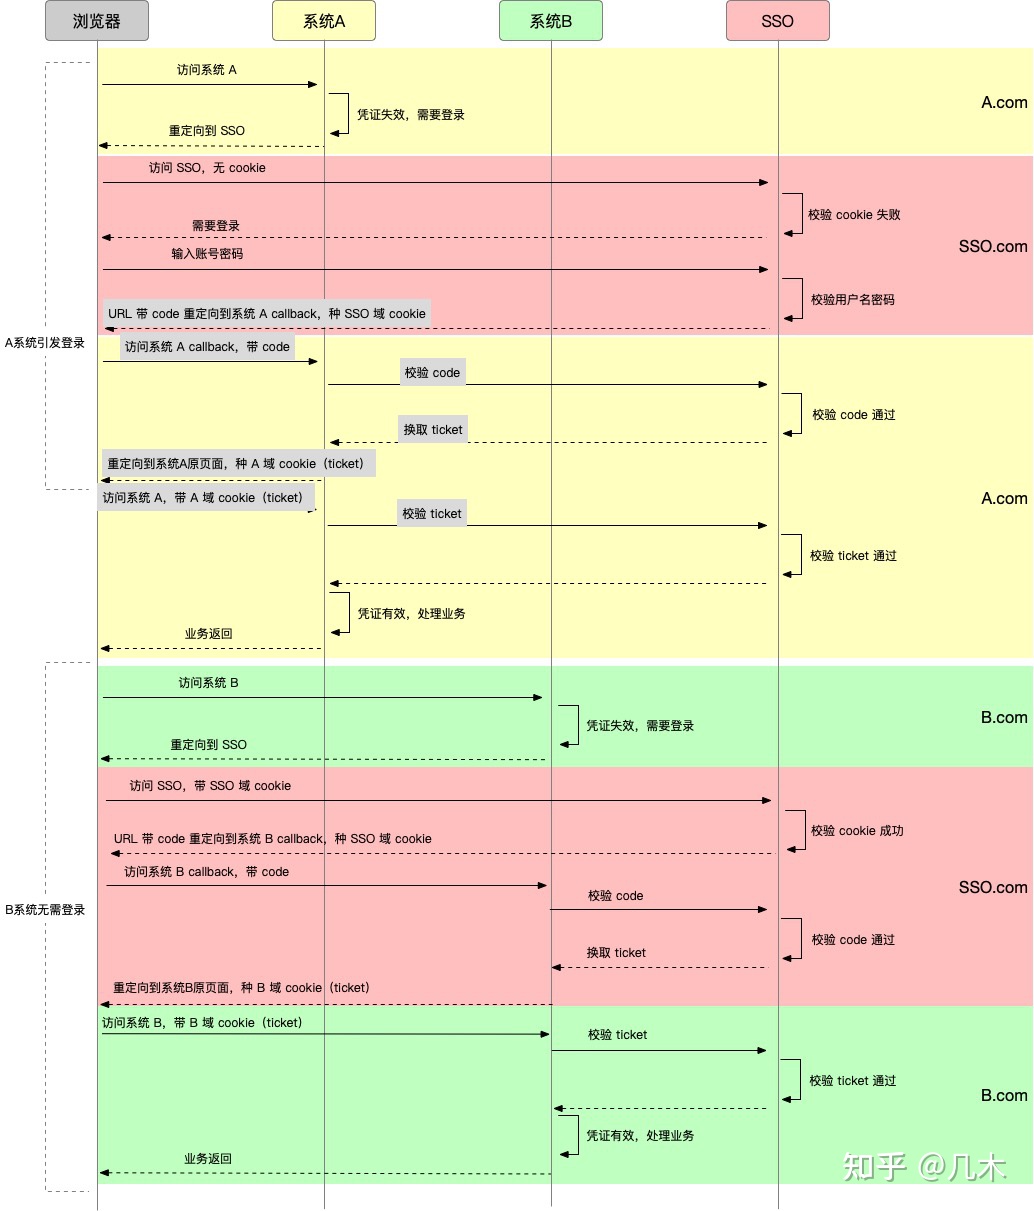 浏览器
系统A
系统B
SSO
访问系统 A
A.com
凭证失效，需要登录
重定向到 SSO
访问 SSO，无 cookie
校验 cookie 失败
需要登录
SSO.com
输入账号密码
校验用户名密码
URL 带 code 重定向到系统 A callback，种 SSO 域 cookie
A系统引发登录
访问系统 A callback，带 code
校验 code
校验 code 通过
换取 ticket
重定向到系统A原页面，种 A 域 cookie（ticket）
访问系统 A，带 A 域 cookie（ticket）
A.com
校验 ticket
校验 ticket 通过
凭证有效，处理业务
业务返回
访问系统 B
B.com
凭证失效，需要登录
重定向到 SSO
访问 SSO，带 SSO 域 cookie
校验 cookie 成功
URL 带 code 重定向到系统 B callback，种 SSO 域 cookie
访问系统 B callback，带 code
SSO.com
校验 code
B系统无需登录
校验 code 通过
换取 ticket
重定向到系统B原页面，种 B 域 cookie（ticket）
访问系统 B，带 B 域 cookie（ticket）
校验 ticket
校验 ticket 通过
B.com
凭证有效，处理业务
业务返回
知乎 @几木